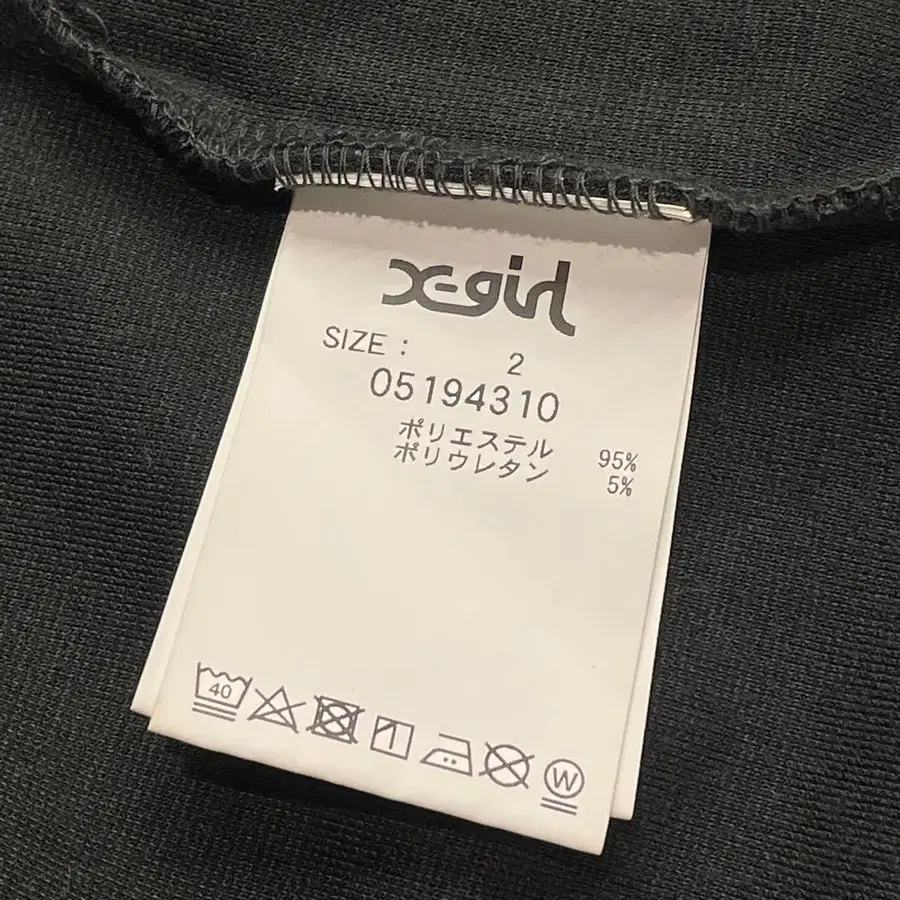 X-girl
SIZE : 2
05194310
ポリエステル 95%
ポリウレタン 5%
40
W